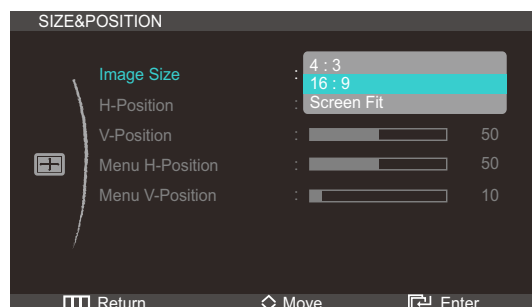 SIZE&POSITION
Image Size : 4 : 3
16 : 9
H-Position : Screen Fit
V-Position : 50
Menu H-Position : 50
Menu V-Position : 10
Return Move Enter